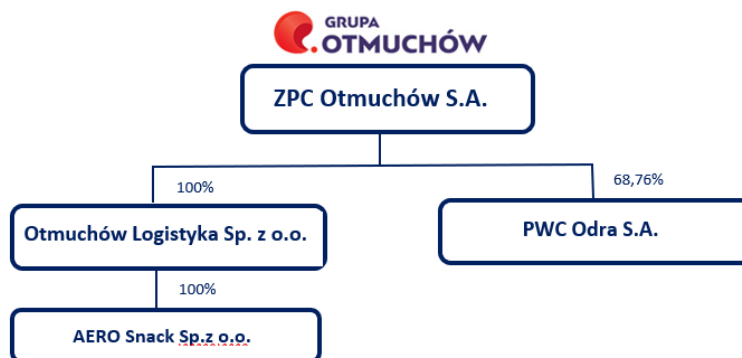 GRUPA
OTMUCHÓW
ZPC Otmuchów S.A.
100%
68,76%
Otmuchów Logistyka Sp. z o.o.
PWC Odra S.A.
100%
AERO Snack Sp.z o.o.